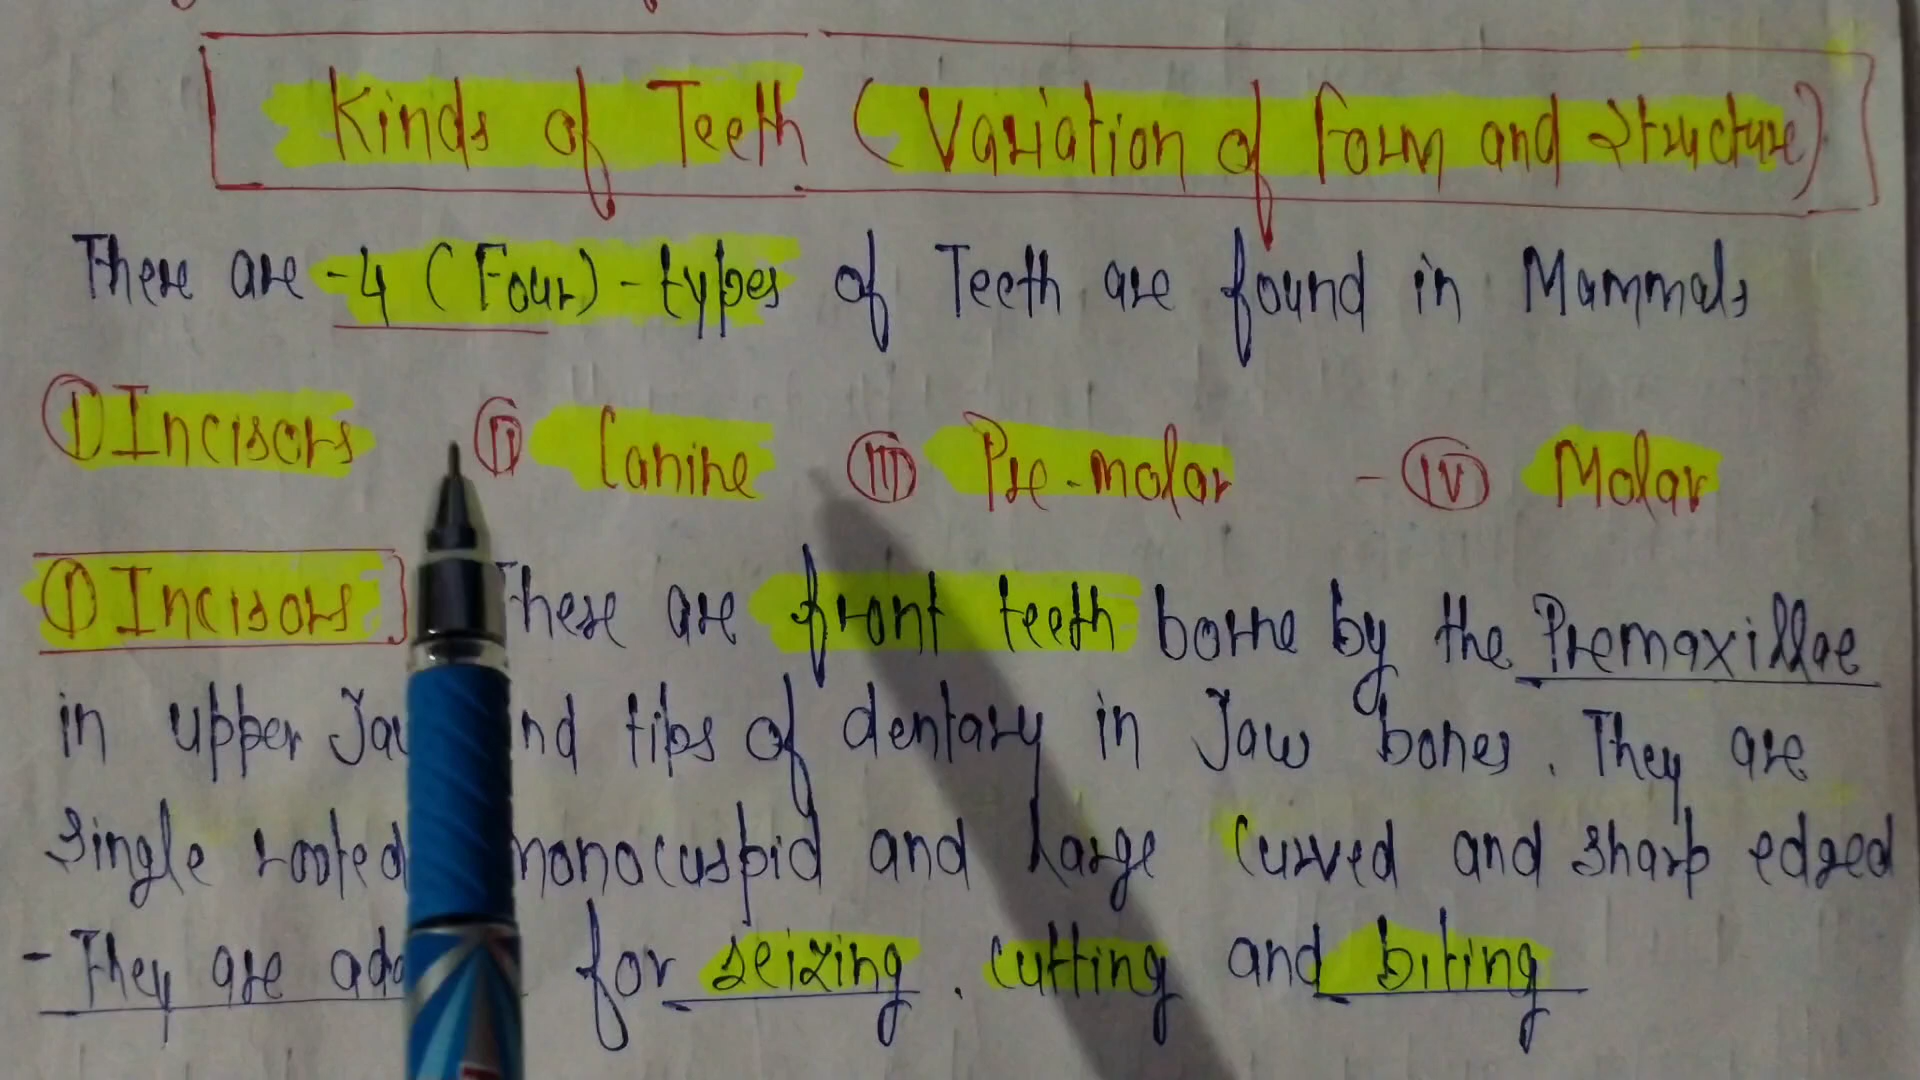 Kinds of Teeth (Variation of Form and Structure)
There are -4 (Four) - types of Teeth are found in Mammals
(I) Incisors (II) Canine (III) Pre-molar - (IV) Molar
(I) Incisors] These are front teeth borne by the Premaxillae
in upper Jaw and tips of dentary in Jaw bones. They are
single rooted monocuspid and large curved and sharp edged
- They are for seizing, cutting and biting